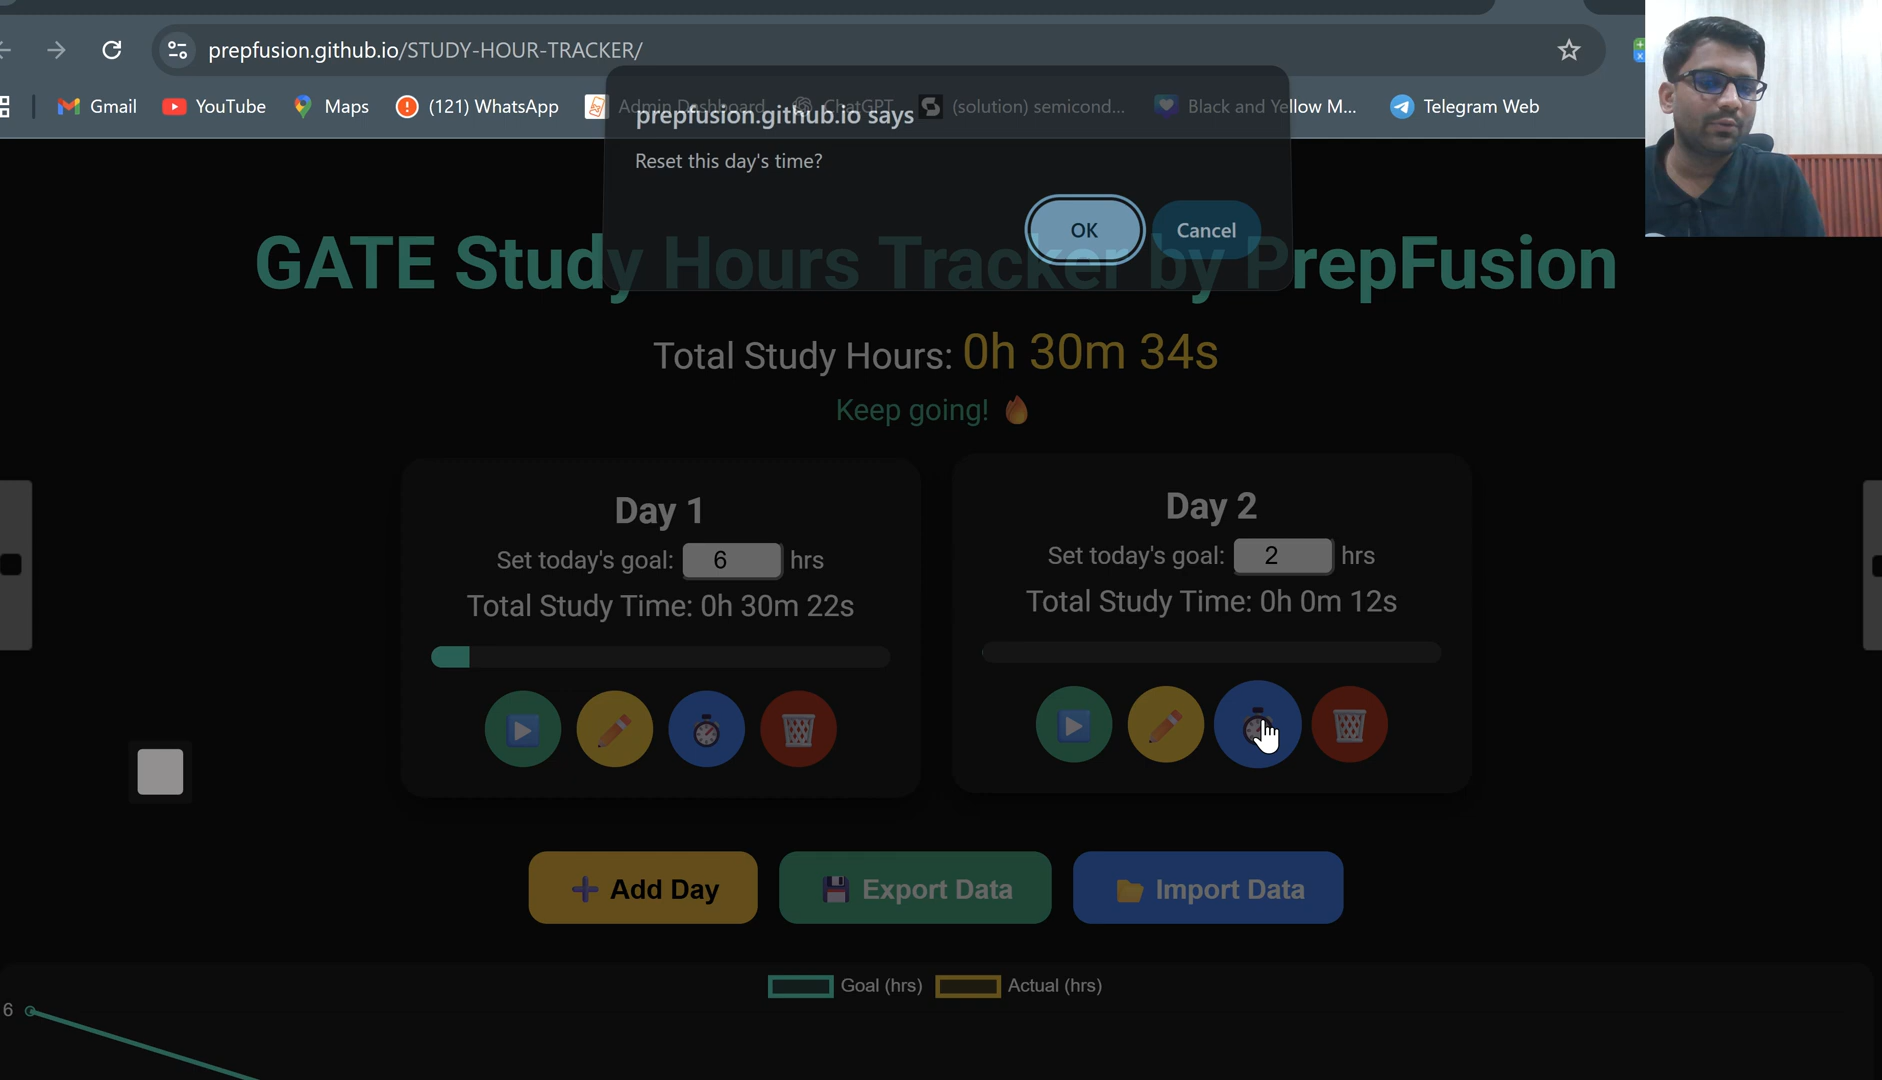 prepfusion.github.io/STUDY-HOUR-TRACKER/
Gmail YouTube Maps (121) WhatsApp Admin Dashboard ChatGPT (solution) semicond... Black and Yellow M... Telegram Web
prepfusion.github.io says
Reset this day's time?
OK Cancel
GATE Study Hours Tracker by PrepFusion
Total Study Hours: 0h 30m 34s
Keep going!
Day 1
Set today's goal: 6 hrs
Total Study Time: 0h 30m 22s
Day 2
Set today's goal: 2 hrs
Total Study Time: 0h 0m 12s
Add Day Export Data Import Data
Goal (hrs) Actual (hrs)
6